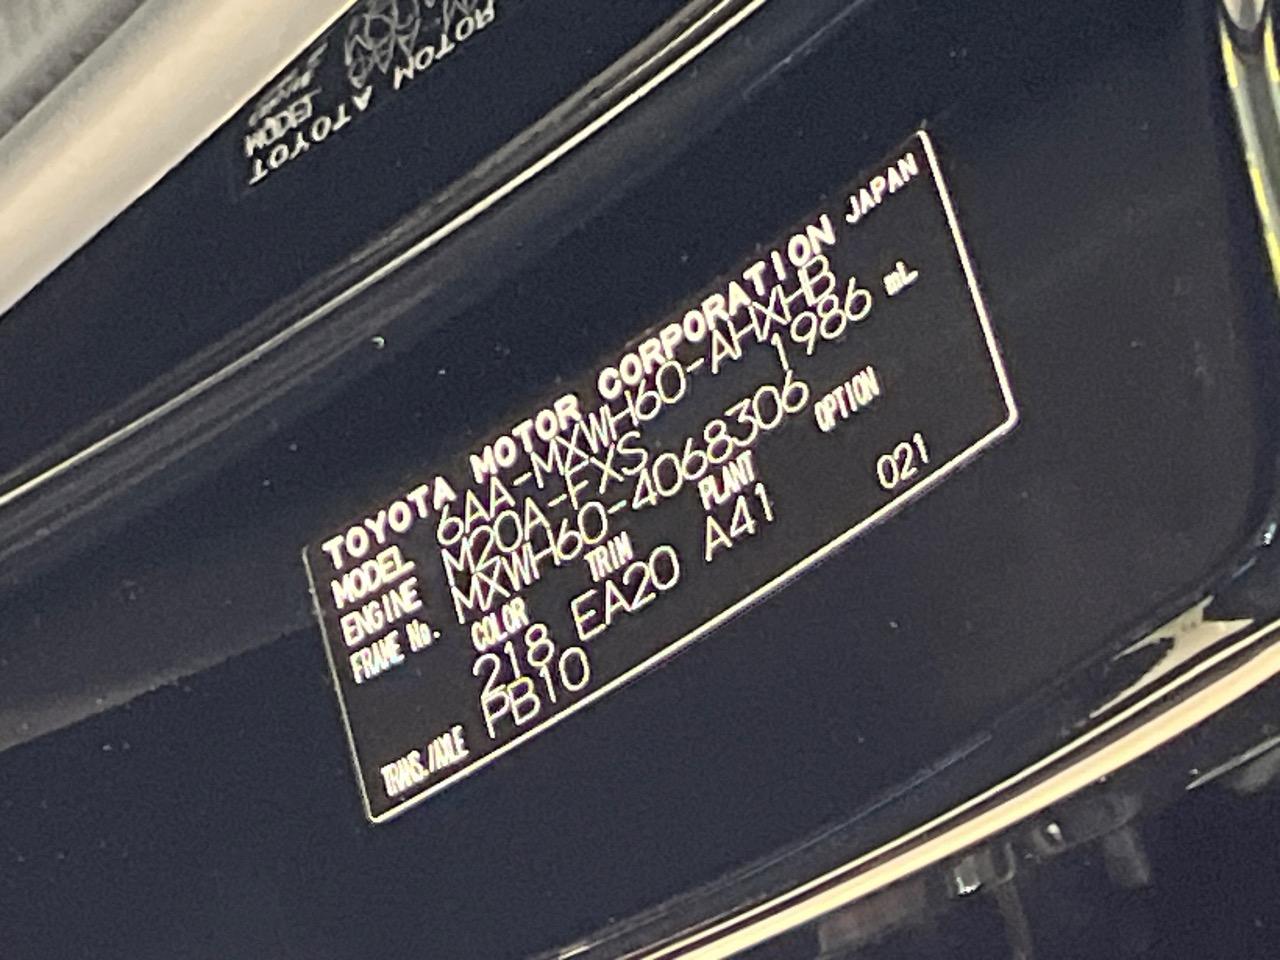 TOYOTA MOTOR CORPORATION JAPAN
MODEL 6AA-MXWH60-AHXHB
ENGINE M20A-FXS 1986 mL
FRAME No. MXWH60-4068306
COLOR TRIM PLANT OPTION
218 EA20 A41 021
TRANS./AXLE PB10